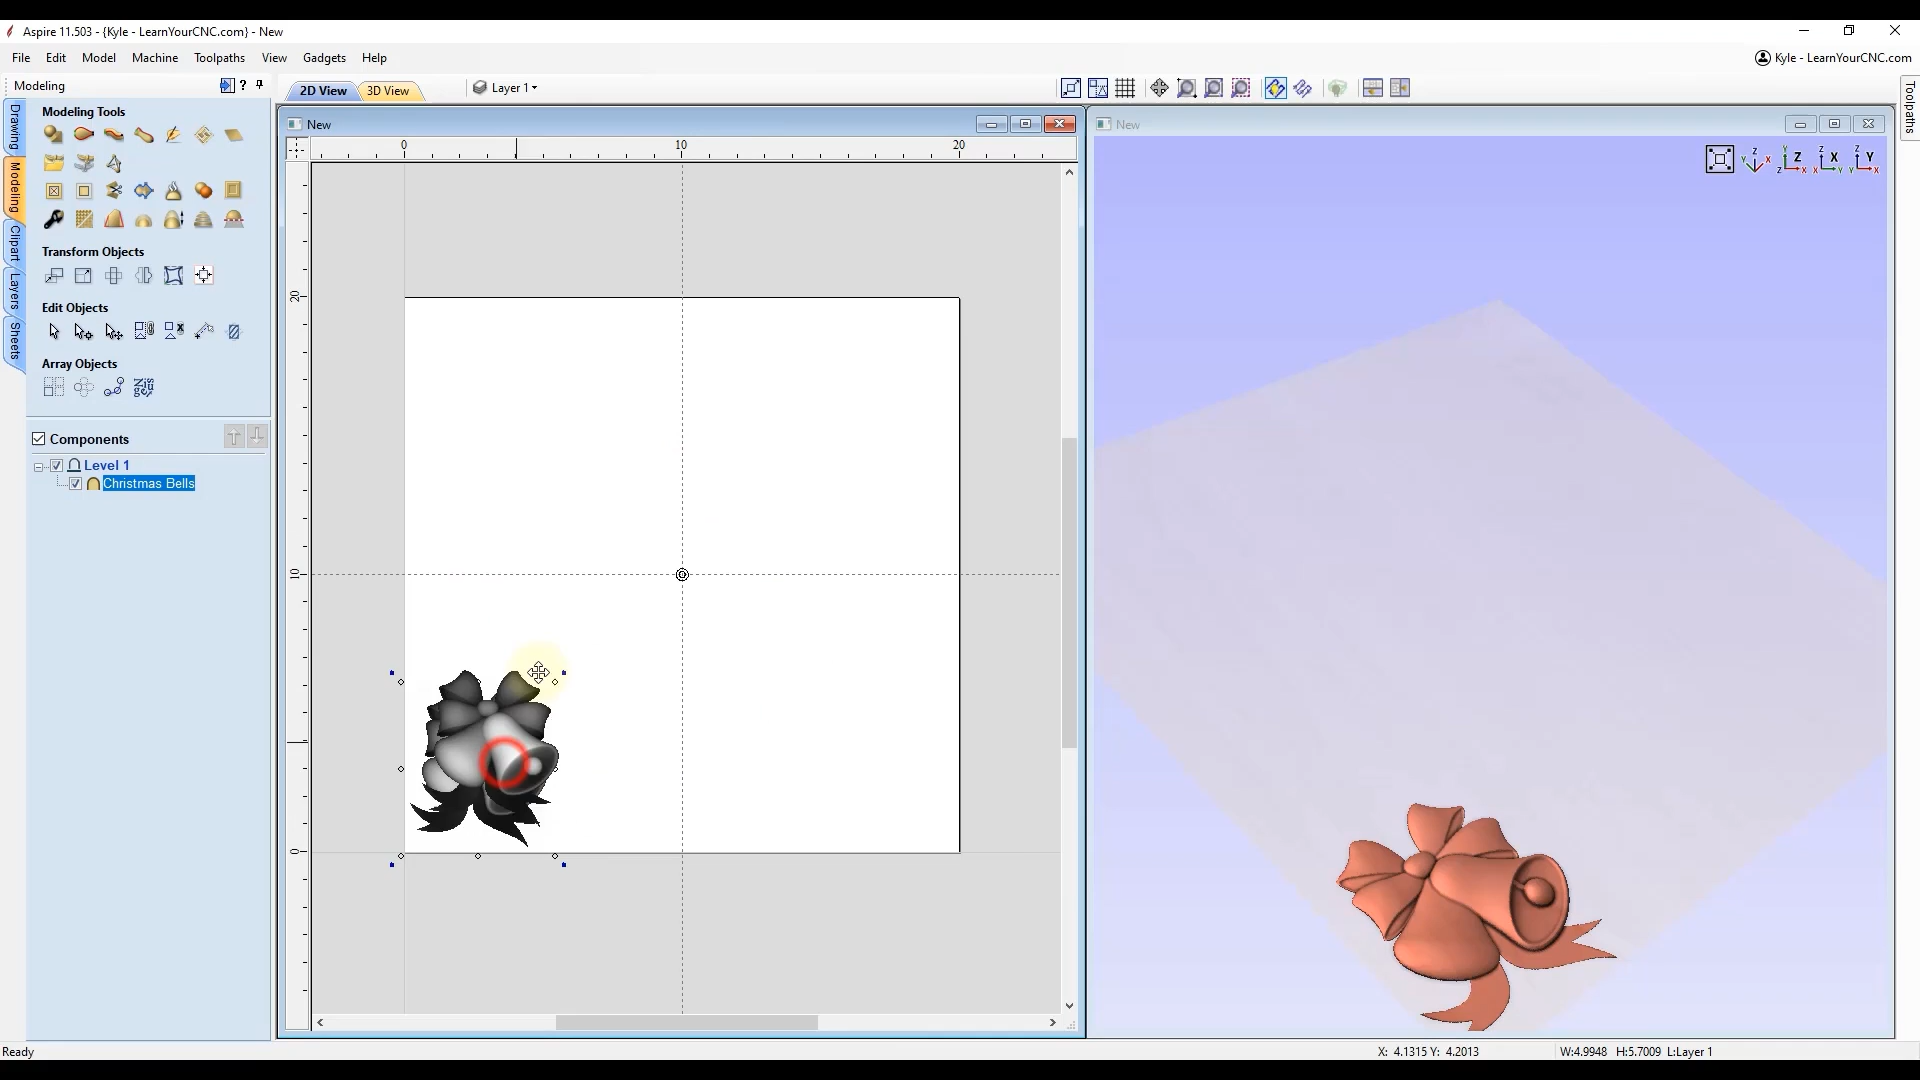 Aspire 11.503 - {Kyle - LearnYourCNC.com} - New
File Edit Model Machine Toolpaths View Gadgets Help
Kyle - LearnYourCNC.com
Modeling
?
2D View
3D View
Layer 1
Toolpaths
Drawing
Modeling
Clipart
Layers
Sheets
Modeling Tools
Transform Objects
Edit Objects
Array Objects
Components
Level 1
Christmas Bells
New
0 10 20
20
10
0
New
Z Y X
Y Z X
Z X Y
Z Y X
Ready
X: 4.1315 Y: 4.2013
W:4.9948 H:5.7009 L:Layer 1